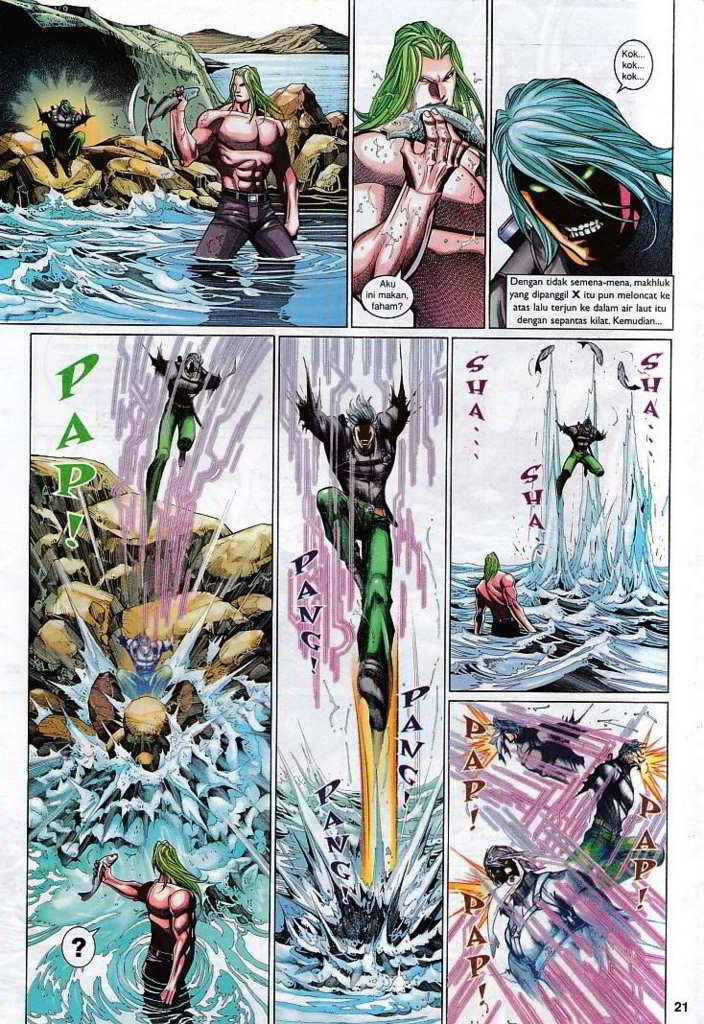 Aku
ini makan,
faham?
Kok...
kok...
kok...
Dengan tidak semena-mena, makhluk
yang dipanggil X itu pun meloncat ke
atas lalu terjun ke dalam air laut itu
dengan sepantas kilat. Kemudian...
PAP
PAP!
?
PANG!
PANG!
PANG!
SHA...
SHA...
SHA...
PAP!
PAP!
PAP!
21